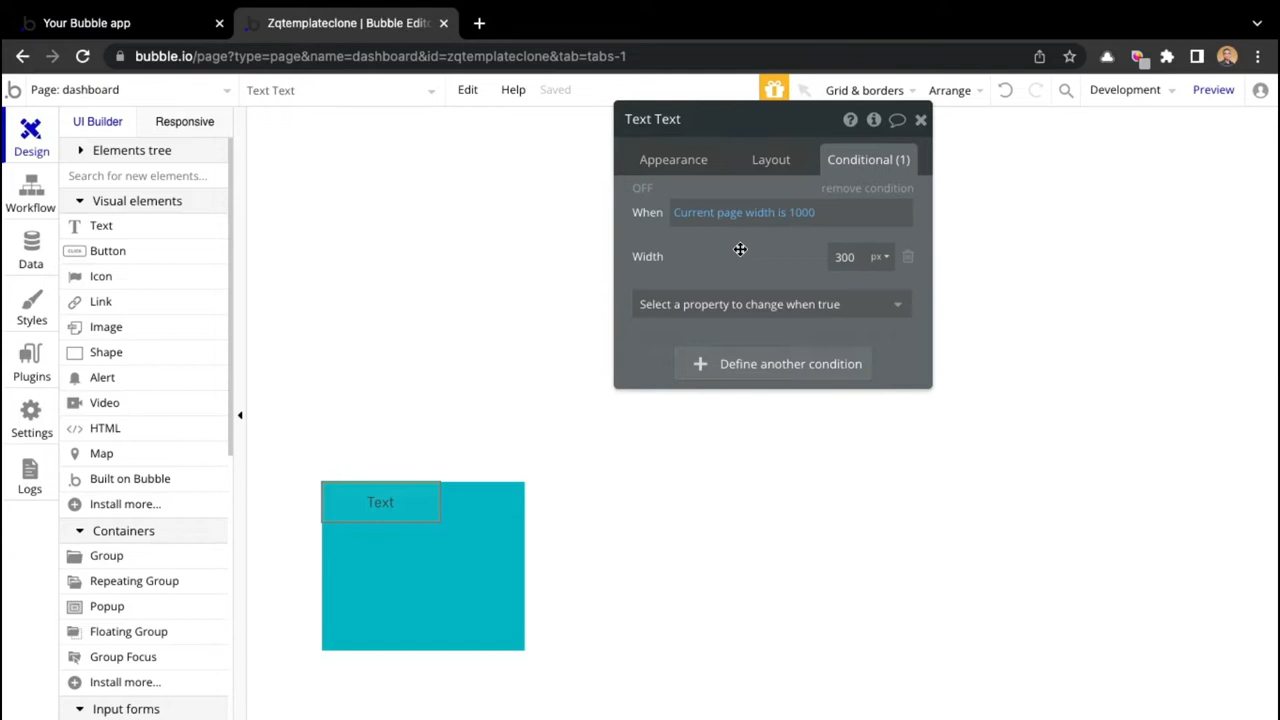 Your Bubble app
Zqtemplateclone | Bubble Edito
bubble.io/page?type=page&name=dashboard&id=zqtemplateclone&tab=tabs-1
Page: dashboard
Text Text
Edit
Help
Saved
Grid & borders
Arrange
Development
Preview
Design
Workflow
Data
Styles
Plugins
Settings
Logs
UI Builder
Responsive
Elements tree
Search for new elements...
Visual elements
Text
CLICK
Button
Icon
Link
Image
Shape
Alert
Video
HTML
Map
Built on Bubble
Install more...
Containers
Group
Repeating Group
Popup
Floating Group
Group Focus
Install more...
Input forms
Text Text
Appearance
Layout
Conditional (1)
OFF
remove condition
When
Current page width is 1000
Width
300
px
Select a property to change when true
Define another condition
Text